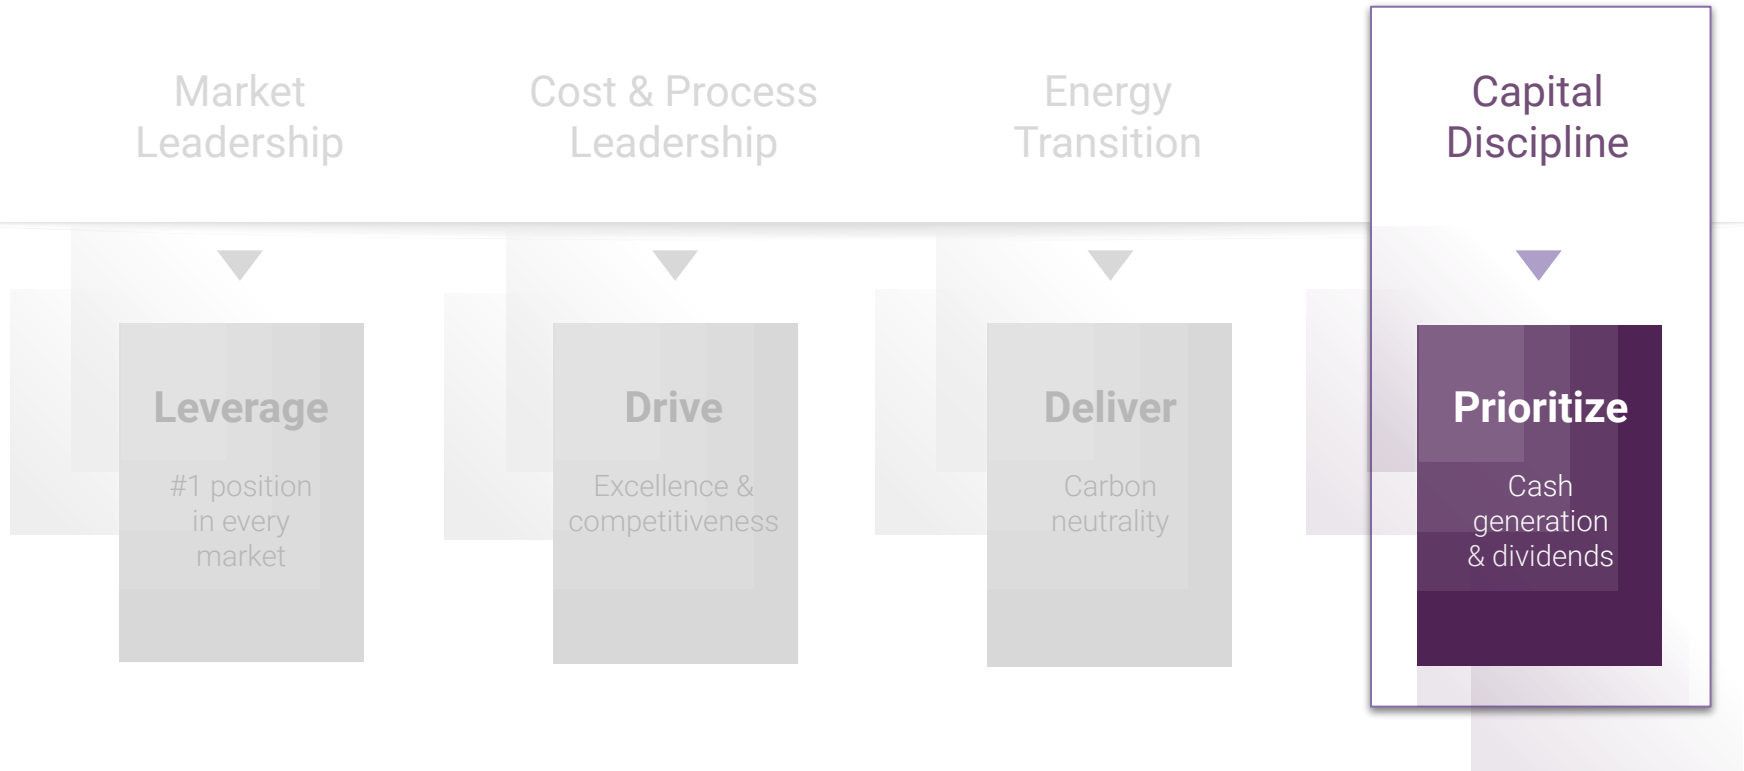 Market
Leadership
Cost & Process
Leadership
Energy
Transition
Capital
Discipline
Leverage
#1 position
in every
market
Drive
Excellence &
competitiveness
Deliver
Carbon
neutrality
Prioritize
Cash
generation
& dividends